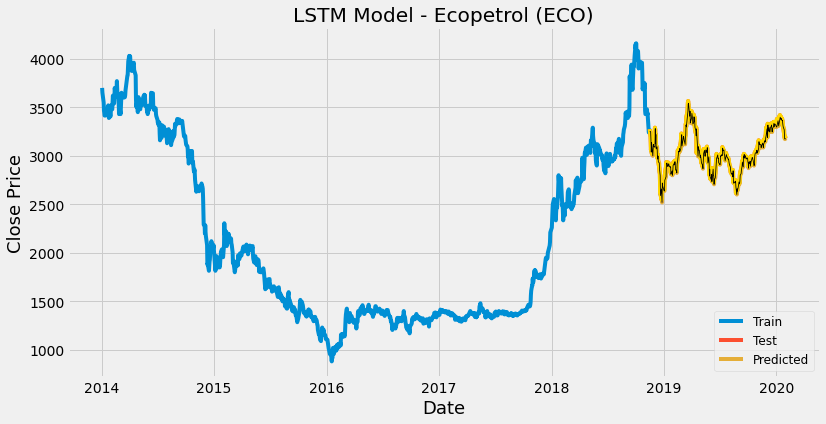 LSTM Model - Ecopetrol (ECO)
Close Price
4000
3500
3000
2500
2000
1500
1000
2014 2015 2016 2017 2018 2019 2020
Date
Train
Test
Predicted